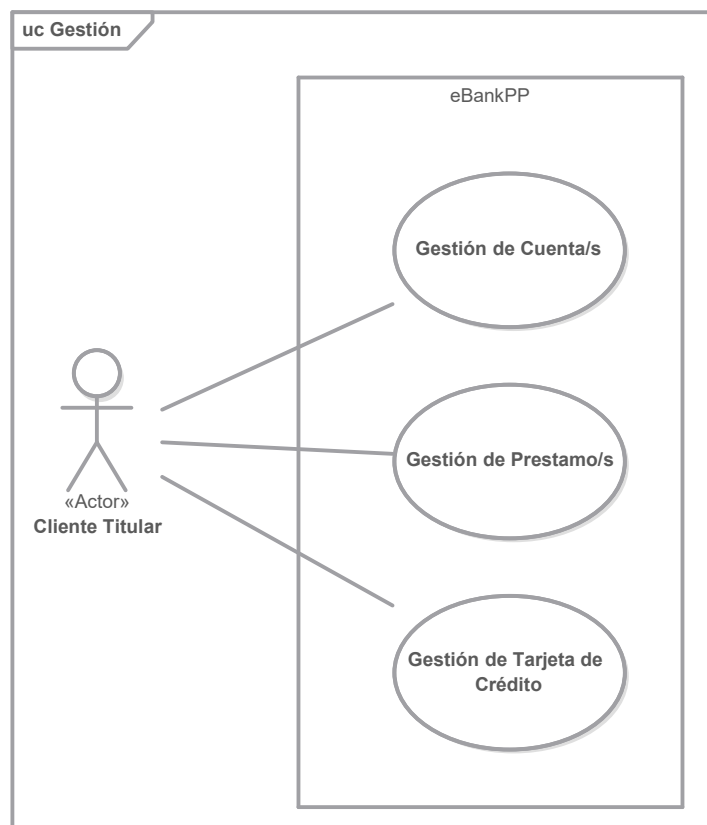 uc Gestión
eBankPP
Gestión de Cuenta/s
Gestión de Prestamo/s
«Actor»
Cliente Titular
Gestión de Tarjeta de
Crédito